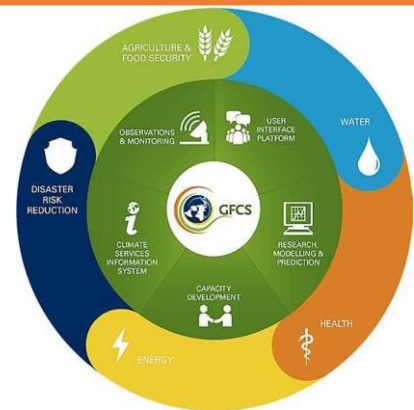 AGRICULTURE &
FOOD SECURITY
OBSERVATIONS
& MONITORING
USER
INTERFACE
PLATFORM
WATER
DISASTER
RISK
REDUCTION
GFCS
CLIMATE
SERVICES
INFORMATION
SYSTEM
RESEARCH,
MODELLING &
PREDICTION
CAPACITY
DEVELOPMENT
HEALTH
ENERGY